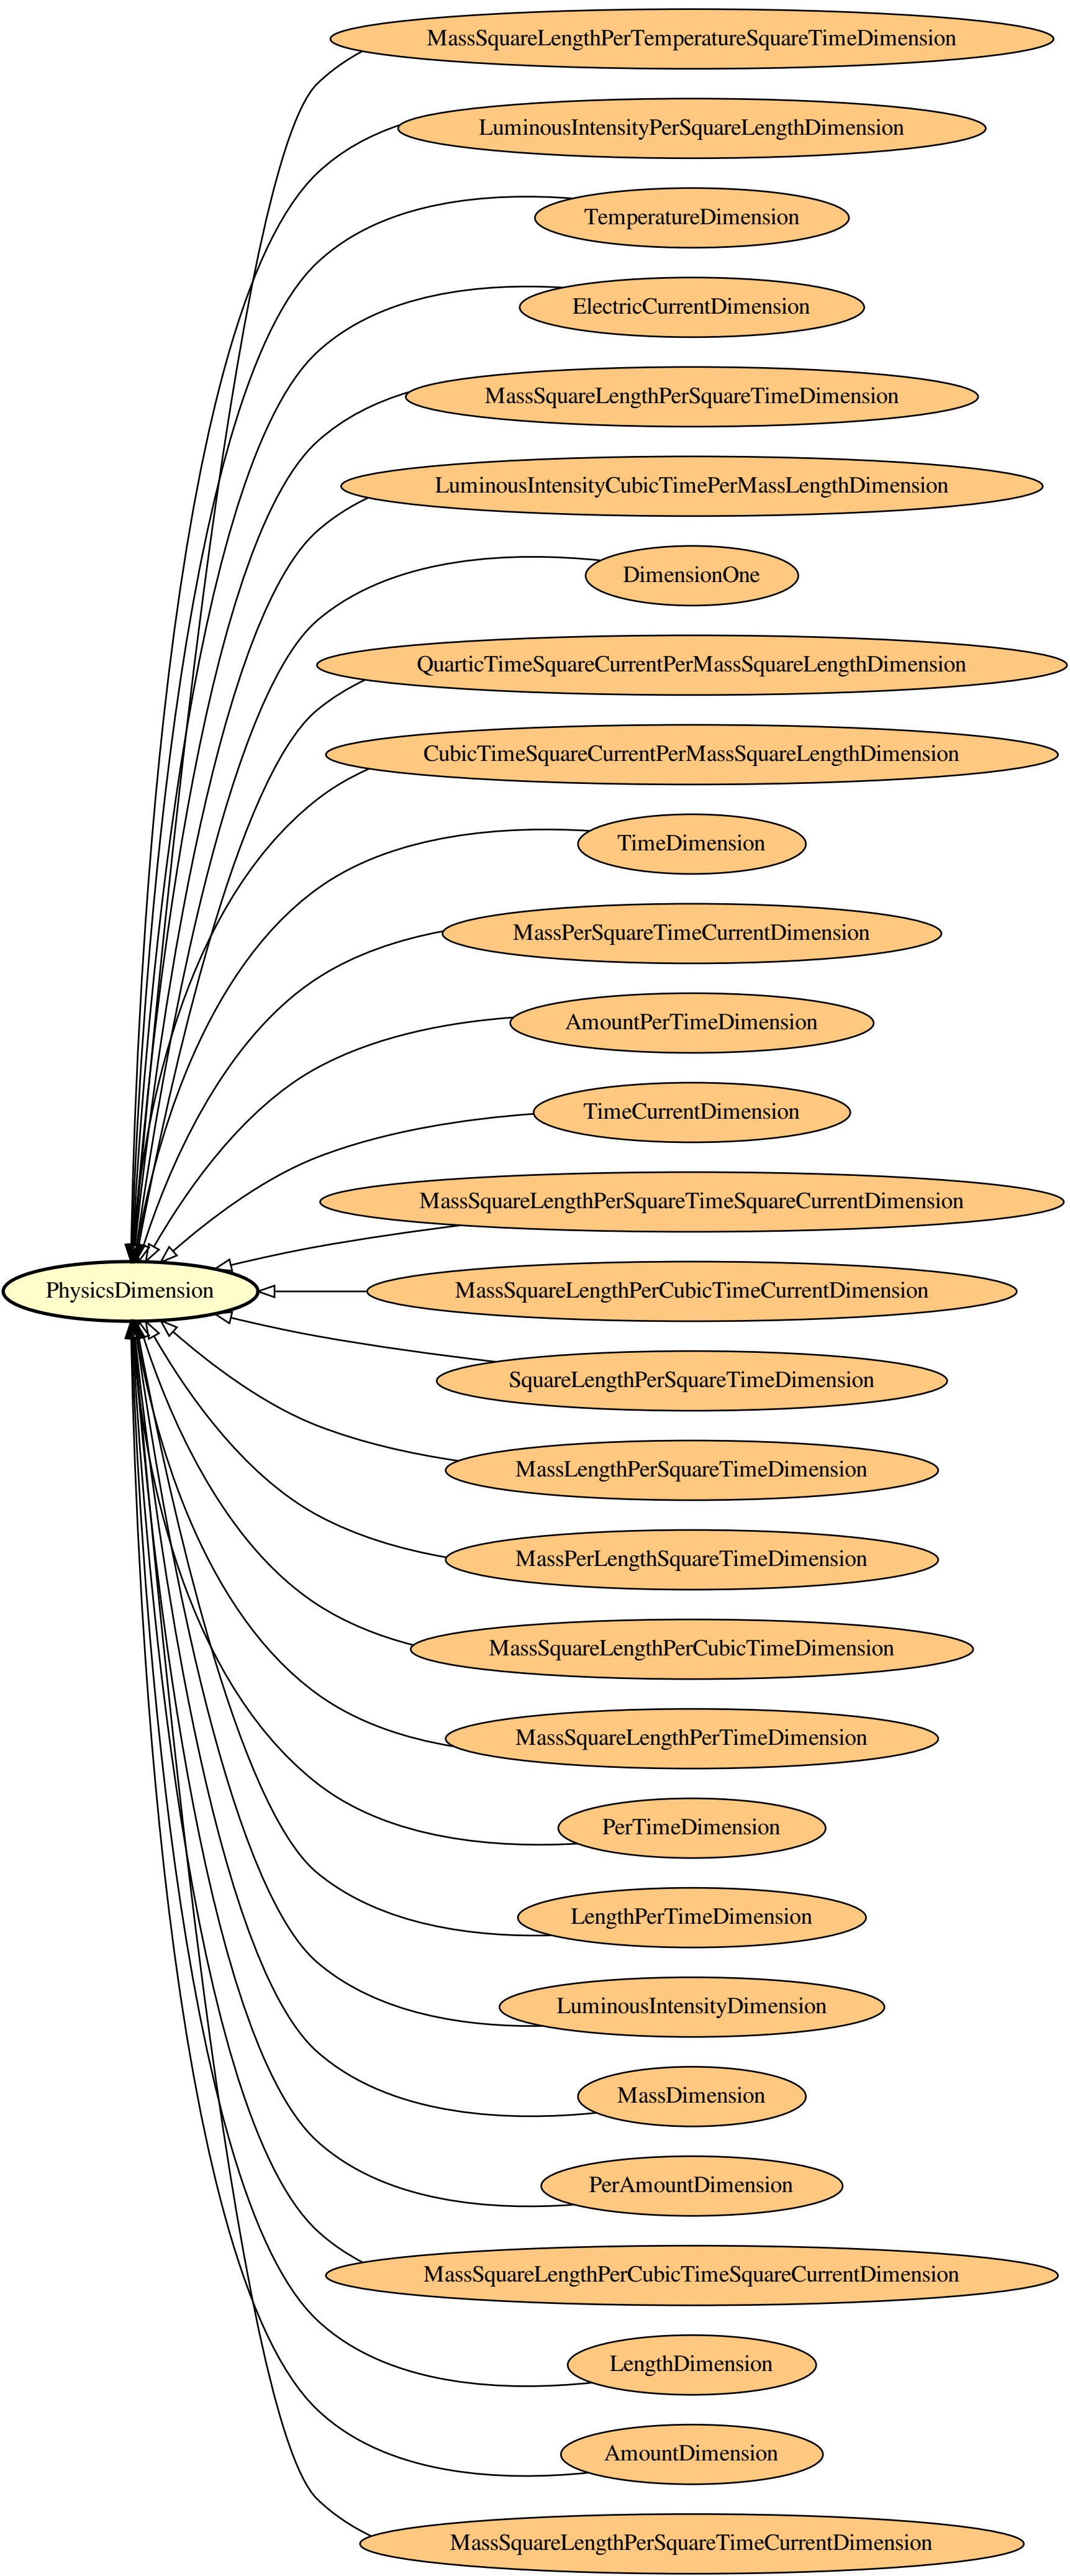 MassSquareLengthPerTemperatureSquareTimeDimension
LuminousIntensityPerSquareLengthDimension
TemperatureDimension
ElectricCurrentDimension
MassSquareLengthPerSquareTimeDimension
LuminousIntensityCubicTimePerMassLengthDimension
DimensionOne
QuarticTimeSquareCurrentPerMassSquareLengthDimension
CubicTimeSquareCurrentPerMassSquareLengthDimension
TimeDimension
MassPerSquareTimeCurrentDimension
AmountPerTimeDimension
TimeCurrentDimension
MassSquareLengthPerSquareTimeSquareCurrentDimension
PhysicsDimension
MassSquareLengthPerCubicTimeCurrentDimension
SquareLengthPerSquareTimeDimension
MassLengthPerSquareTimeDimension
MassPerLengthSquareTimeDimension
MassSquareLengthPerCubicTimeDimension
MassSquareLengthPerTimeDimension
PerTimeDimension
LengthPerTimeDimension
LuminousIntensityDimension
MassDimension
PerAmountDimension
MassSquareLengthPerCubicTimeSquareCurrentDimension
LengthDimension
AmountDimension
MassSquareLengthPerSquareTimeCurrentDimension